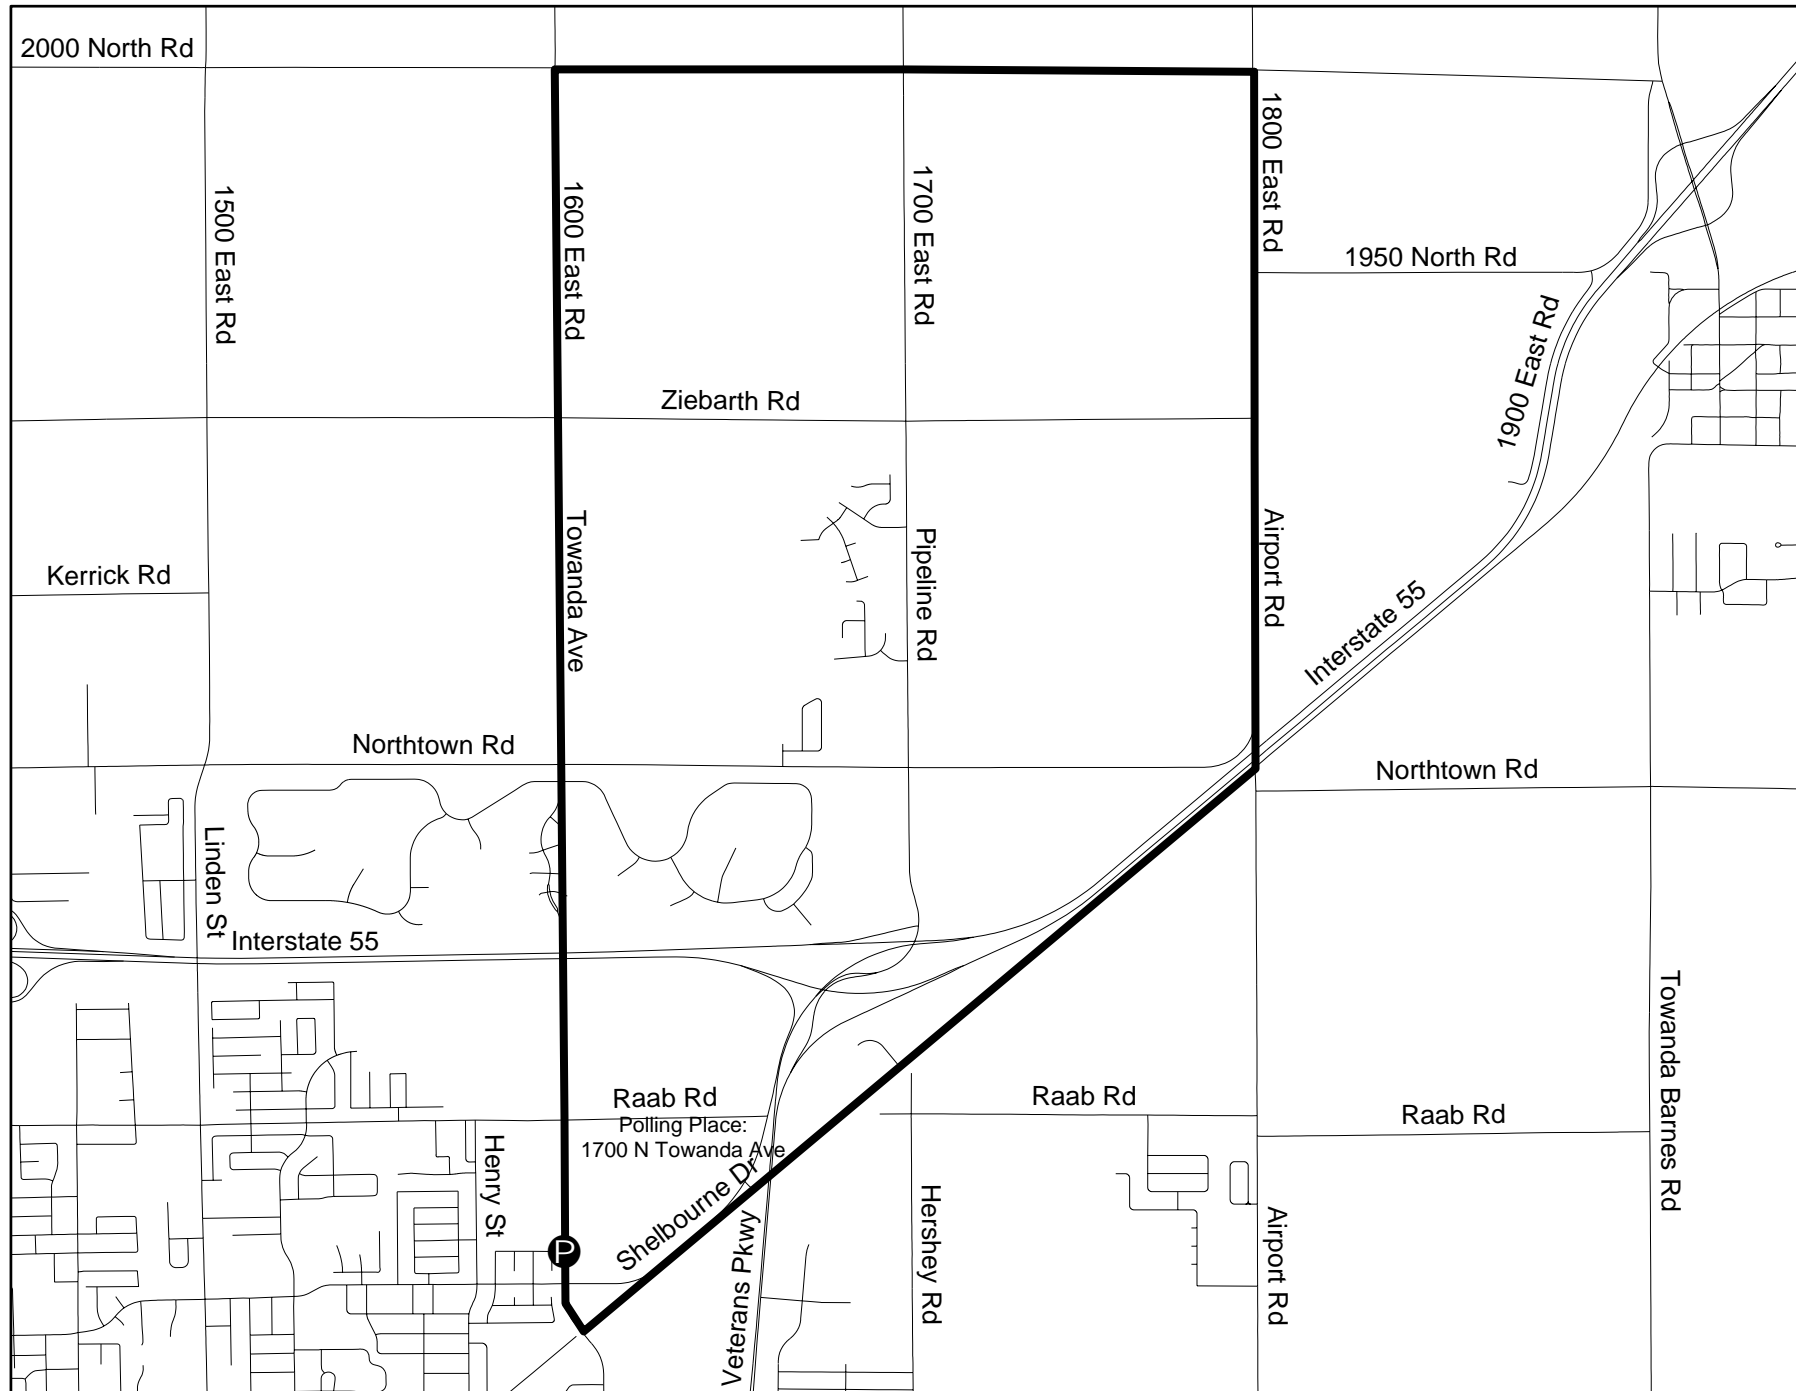 2000 North Rd
1500 East Rd
1600 East Rd
1700 East Rd
1800 East Rd
1950 North Rd
1900 East Rd
Ziebarth Rd
Kerrick Rd
Towanda Ave
Pipeline Rd
Airport Rd
Interstate 55
Northtown Rd
Northtown Rd
Linden St
Interstate 55
Towanda Barnes Rd
Raab Rd
Raab Rd
Raab Rd
Polling Place:
1700 N Towanda Ave
Henry St
Shelbourne Dr
P
Veterans Pkwy
Hershey Rd
Airport Rd